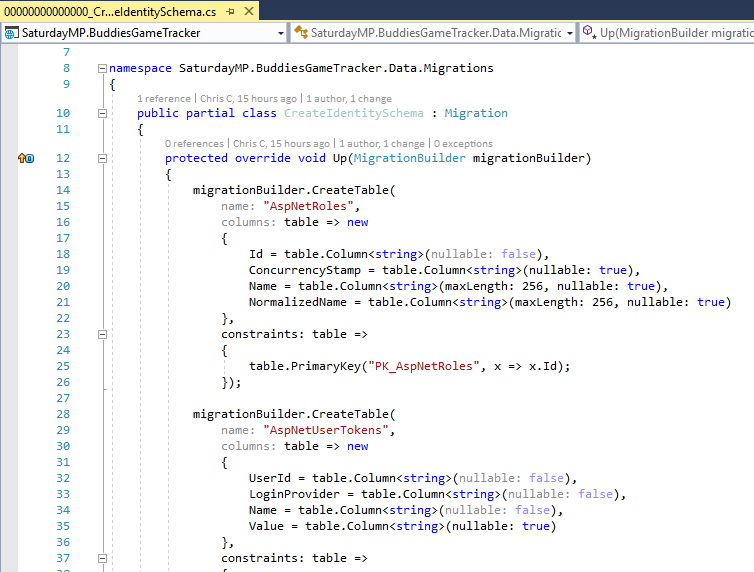 00000000000000_Cr...eIdentitySchema.cs
SaturdayMP.BuddiesGameTracker SaturdayMP.BuddiesGameTracker.Data.Migratic Up(MigrationBuilder migratio
7
8 namespace SaturdayMP.BuddiesGameTracker.Data.Migrations
9 {
1 reference | Chris C, 15 hours ago | 1 author, 1 change
10 public partial class CreateIdentitySchema : Migration
11 {
0 references | Chris C, 15 hours ago | 1 author, 1 change | 0 exceptions
12 protected override void Up(MigrationBuilder migrationBuilder)
13 {
14 migrationBuilder.CreateTable(
15 name: "AspNetRoles",
16 columns: table => new
17 {
18 Id = table.Column<string>(nullable: false),
19 ConcurrencyStamp = table.Column<string>(nullable: true),
20 Name = table.Column<string>(maxLength: 256, nullable: true),
21 NormalizedName = table.Column<string>(maxLength: 256, nullable: true)
22 },
23 constraints: table =>
24 {
25 table.PrimaryKey("PK_AspNetRoles", x => x.Id);
26 });
27
28 migrationBuilder.CreateTable(
29 name: "AspNetUserTokens",
30 columns: table => new
31 {
32 UserId = table.Column<string>(nullable: false),
33 LoginProvider = table.Column<string>(nullable: false),
34 Name = table.Column<string>(nullable: false),
35 Value = table.Column<string>(nullable: true)
36 },
37 constraints: table =>